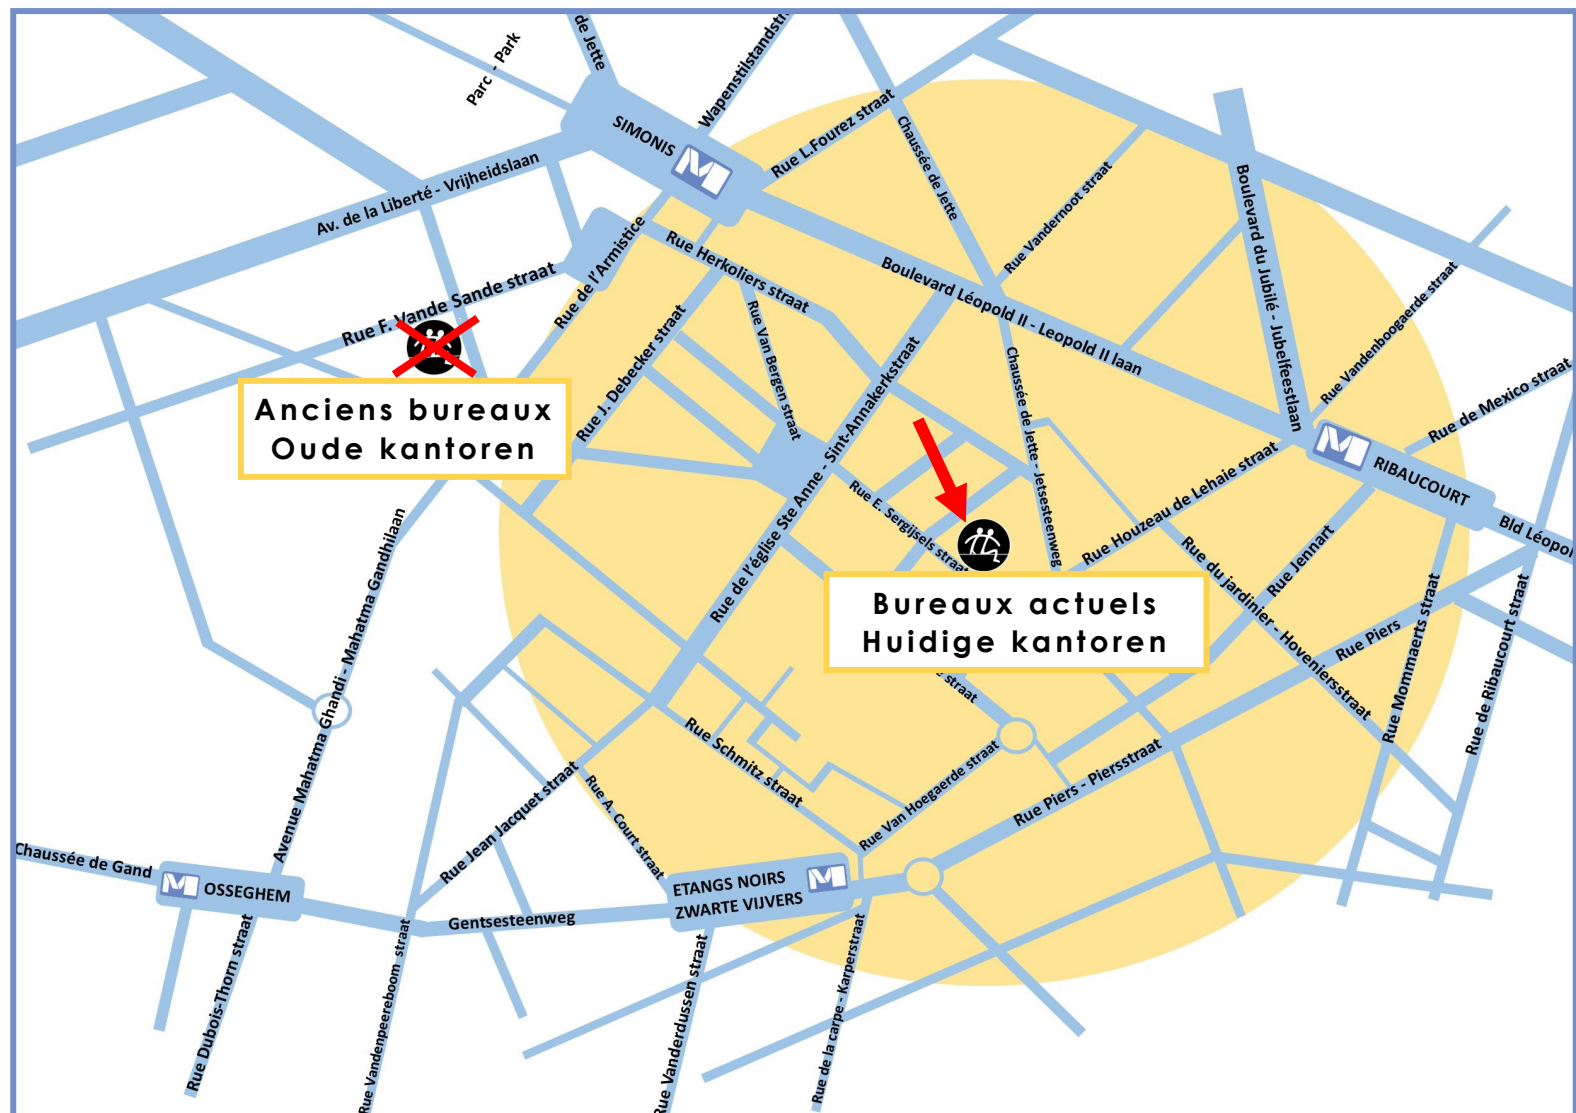 de Jette
Parc - Park
Wapenstilstandstr
SIMONIS
Rue L.Fourez straat
Chaussée de Jette
Rue Vandernoot straat
Boulevard du Jubilé - Jubelfeestlaan
Av. de la Liberté - Vrijheidslaan
Rue de l'Armistice
Rue Herkoliers straat
Boulevard Léopold II - Leopold II laan
Rue Vandenboogaerde straat
Rue F. Vande Sande straat
Rue Van Bergen straat
Rue J. Debecker straat
Chaussée de Jette - Jetsesteenweg
Rue de Mexico straat
Anciens bureaux
Oude kantoren
Rue de l'église Ste Anne - Sint-Annakerkstraat
RIBAUCOURT
Rue Houzeau de Lehaie straat
Rue E. Sergijsels straat
Bld Léopol
Rue Jennart
Rue du jardinier - Hoveniersstraat
Avenue Mahatma Ghandi - Mahatma Gandhilaan
Bureaux actuels
Huidige kantoren
Rue Piers
Rue Mommaerts straat
Rue de Ribaucourt straat
straat
Rue Schmitz straat
Rue Van Hoegaerde straat
Rue Piers - Piersstraat
Rue Jean Jacquet straat
Rue A. Court straat
Chaussée de Gand
OSSEGHEM
ETANGS NOIRS
ZWARTE VIJVERS
Gentsesteenweg
Rue Dubois-Thorn straat
Rue Vandenpeereboom straat
Rue Vanderdussen straat
Rue de la carpe - Karperstraat